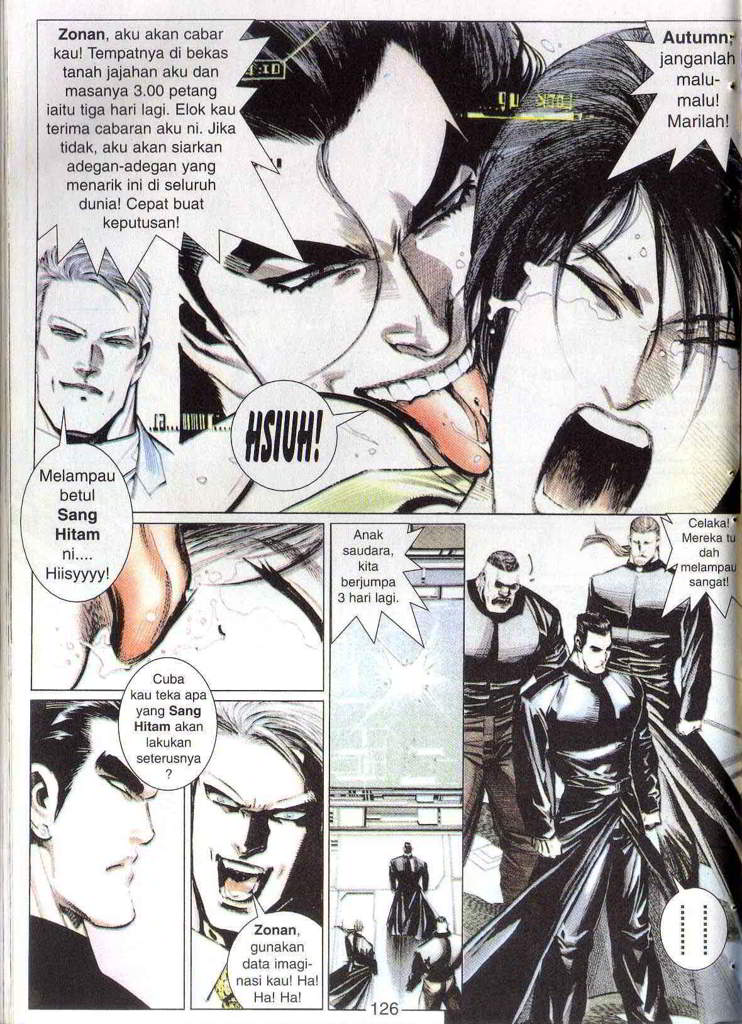 Zonan, aku akan cabar
kau! Tempatnya di bekas
tanah jajahan aku dan
masanya 3.00 petang
iaitu tiga hari lagi. Elok kau
terima cabaran aku ni. Jika
tidak, aku akan siarkan
adegan-adegan yang
menarik ini di seluruh
dunia! Cepat buat
keputusan!
Autumn,
janganlah
malu-
malu!
Marilah!
HSIUH!
Melampau
betul
Sang
Hitam
ni....
Hiisyyyy!
Anak
saudara,
kita
berjumpa
3 hari lagi.
Celaka!
Mereka tu
dah
melampau
sangat!
Cuba
kau teka apa
yang Sang
Hitam akan
lakukan
seterusnya
?
Zonan,
gunakan
data imagi-
nasi kau! Ha!
Ha! Ha!
126